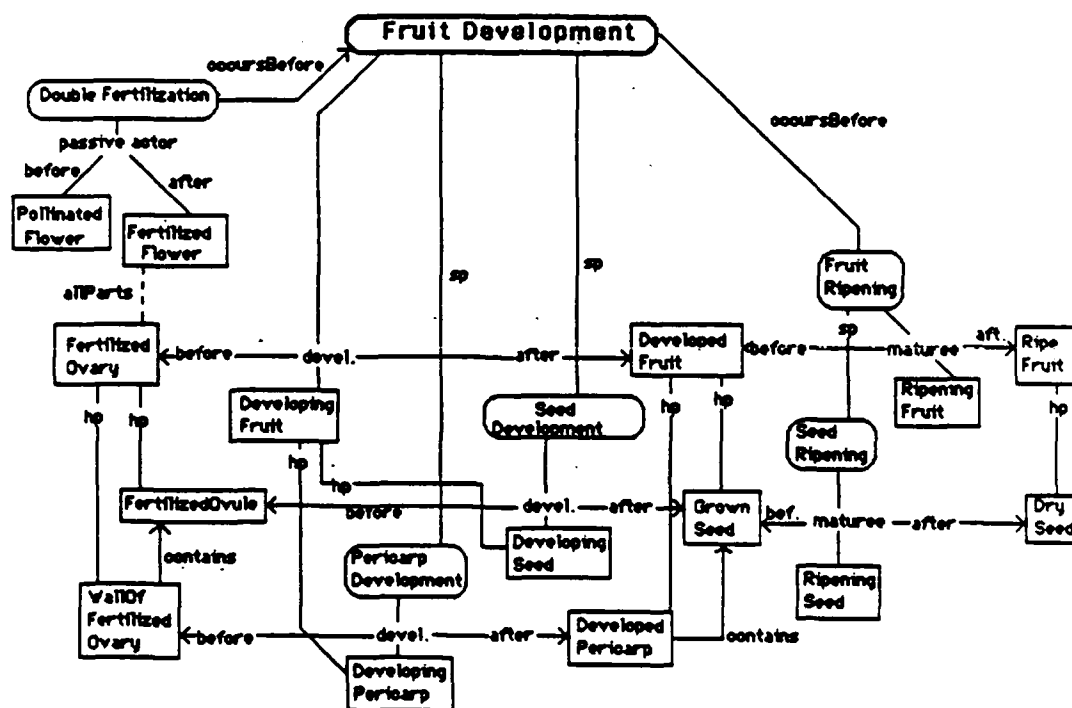 Fruit Development
occursBefore
Double Fertilization
occursBefore
passive actor
before
after
Pollinated
Flower
Fertilized
Flower
sp
sp
Fruit
Ripening
allParts
sp
Fertilized
Ovary
before
devel.
after
Developed
Fruit
before
maturee
aft.
Ripe
Fruit
hp
hp
Developing
Fruit
Seed
Development
hp
hp
Ripening
Fruit
hp
Seed
Ripening
hp
hp
FertilizedOvule
before
devel.
after
Grown
Seed
bef.
maturee
after
Dry
Seed
contains
Pericarp
Development
Developing
Seed
Ripening
Seed
WallOf
Fertilized
Ovary
before
devel.
after
Developed
Pericarp
contains
Developing
Pericarp